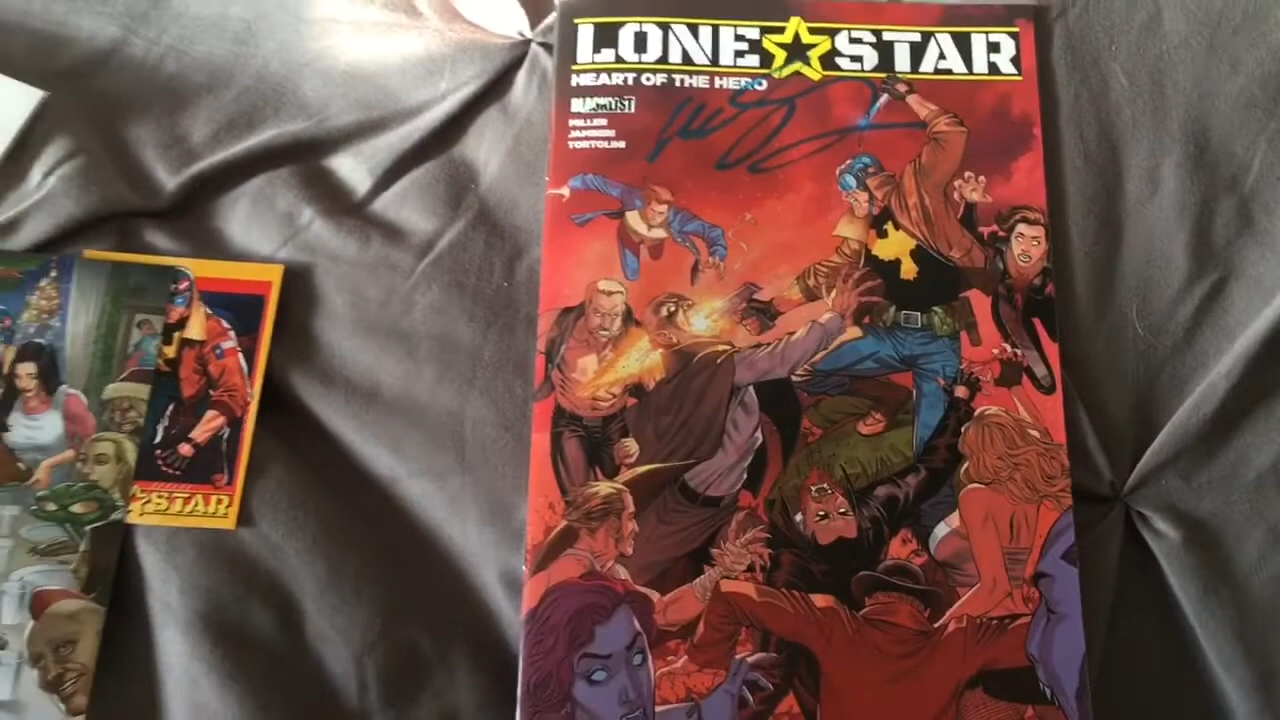 LONE STAR
HEART OF THE HERO
BLACKLIST
MILLER
JAMBERI
TORTOLINI
STAR